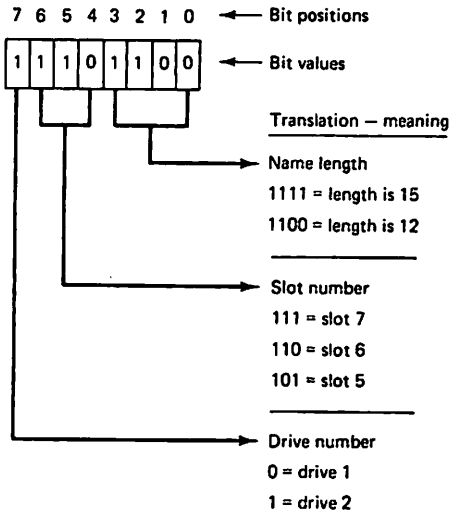 7 6 5 4 3 2 1 0 Bit positions
1 1 1 0 1 1 0 0 Bit values
Translation — meaning
Name length
1111 = length is 15
1100 = length is 12
Slot number
111 = slot 7
110 = slot 6
101 = slot 5
Drive number
0 = drive 1
1 = drive 2